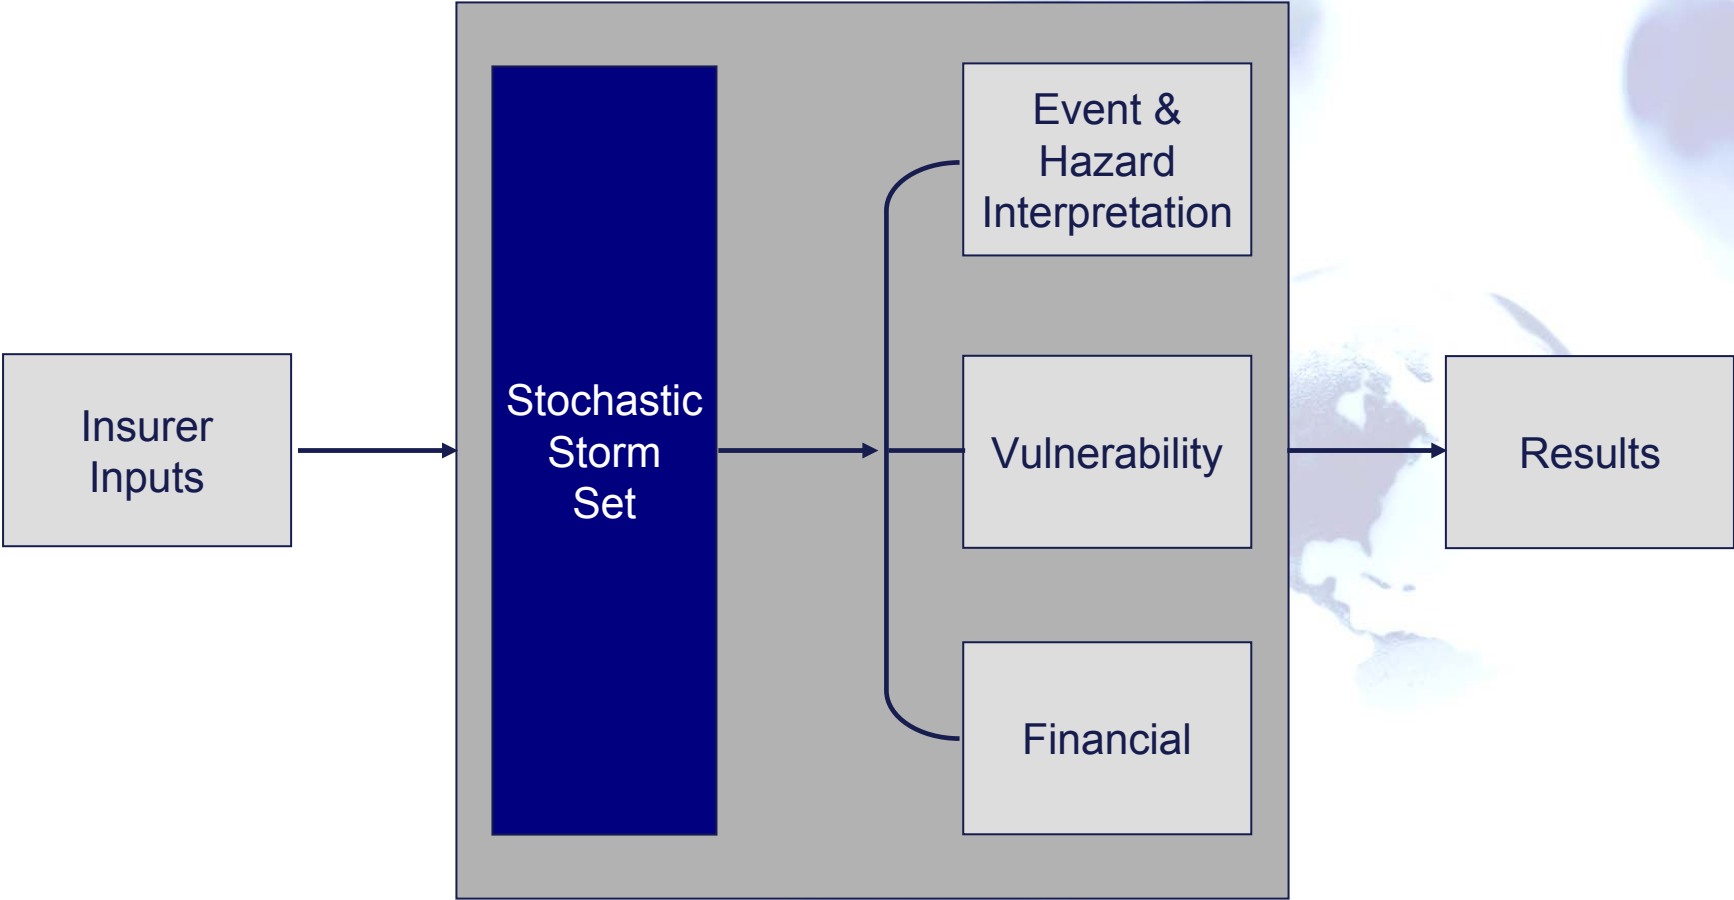 Insurer
Inputs
Stochastic
Storm
Set
Event &
Hazard
Interpretation
Vulnerability
Financial
Results